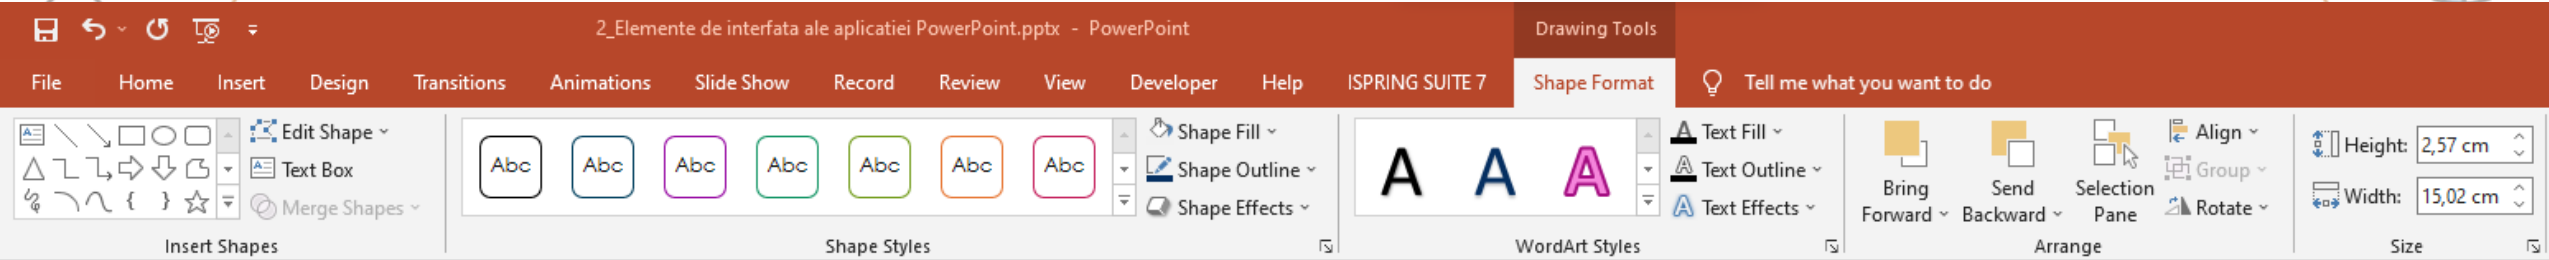 2_Elemente de interfata ale aplicatiei PowerPoint.pptx - PowerPoint
Drawing Tools
File Home Insert Design Transitions Animations Slide Show Record Review View Developer Help ISPRING SUITE 7 Shape Format Tell me what you want to do
Edit Shape
Text Box
Merge Shapes
Insert Shapes
Abc Abc Abc Abc Abc Abc Abc
Shape Fill
Shape Outline
Shape Effects
Shape Styles
A A A
Text Fill
Text Outline
Text Effects
WordArt Styles
Bring
Forward
Send
Backward
Selection
Pane
Align
Group
Rotate
Arrange
Height: 2,57 cm
Width: 15,02 cm
Size